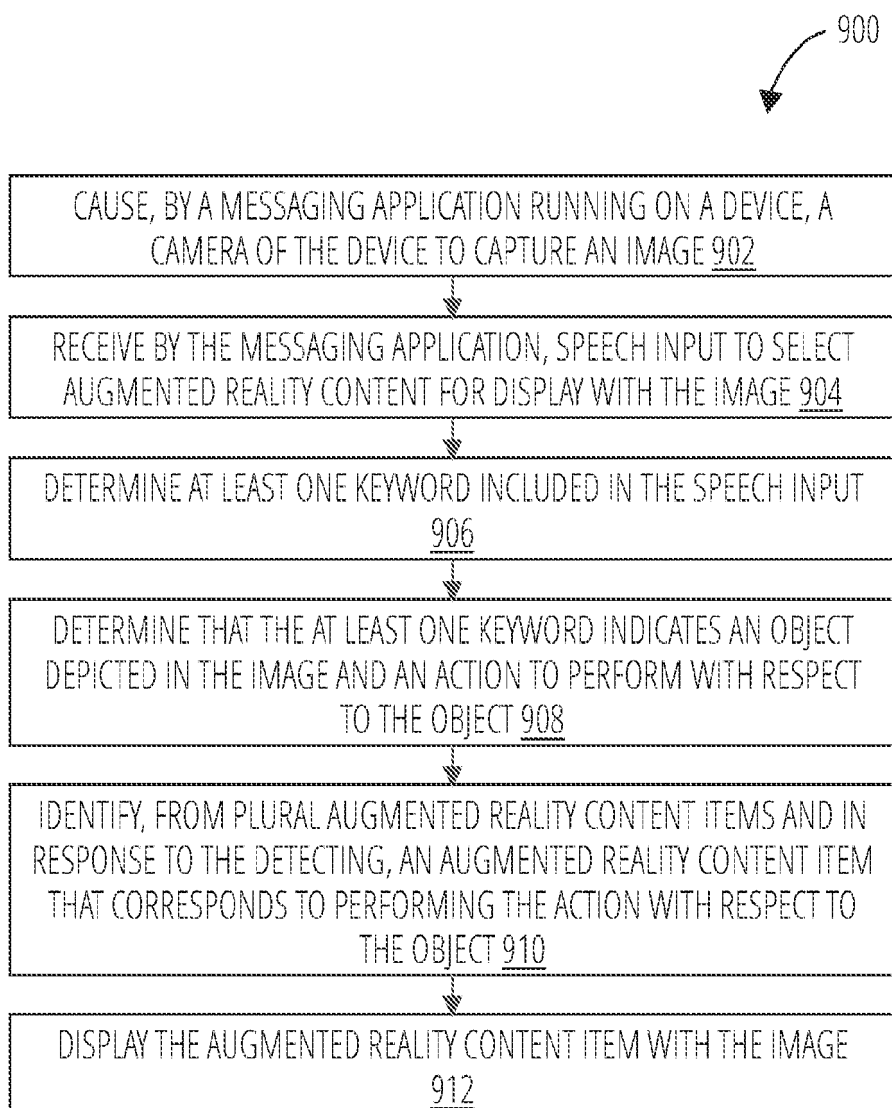 900
CAUSE, BY A MESSAGING APPLICATION RUNNING ON A DEVICE, A
CAMERA OF THE DEVICE TO CAPTURE AN IMAGE 902
RECEIVE BY THE MESSAGING APPLICATION, SPEECH INPUT TO SELECT
AUGMENTED REALITY CONTENT FOR DISPLAY WITH THE IMAGE 904
DETERMINE AT LEAST ONE KEYWORD INCLUDED IN THE SPEECH INPUT
906
DETERMINE THAT THE AT LEAST ONE KEYWORD INDICATES AN OBJECT
DEPICTED IN THE IMAGE AND AN ACTION TO PERFORM WITH RESPECT
TO THE OBJECT 908
IDENTIFY, FROM PLURAL AUGMENTED REALITY CONTENT ITEMS AND IN
RESPONSE TO THE DETECTING, AN AUGMENTED REALITY CONTENT ITEM
THAT CORRESPONDS TO PERFORMING THE ACTION WITH RESPECT TO
THE OBJECT 910
DISPLAY THE AUGMENTED REALITY CONTENT ITEM WITH THE IMAGE
912